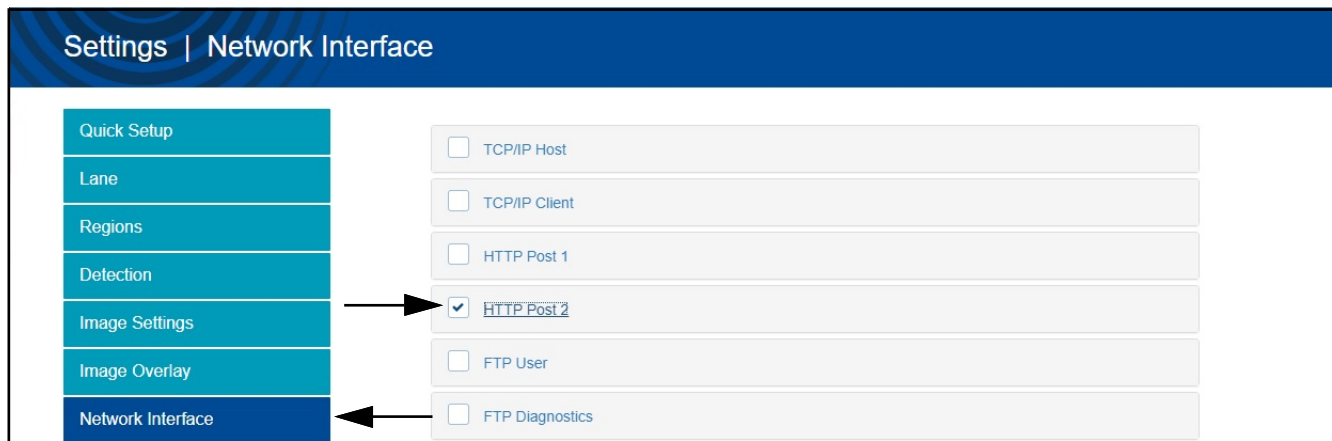 Settings | Network Interface
Quick Setup
Lane
Regions
Detection
Image Settings
Image Overlay
Network Interface
TCP/IP Host
TCP/IP Client
HTTP Post 1
HTTP Post 2
FTP User
FTP Diagnostics